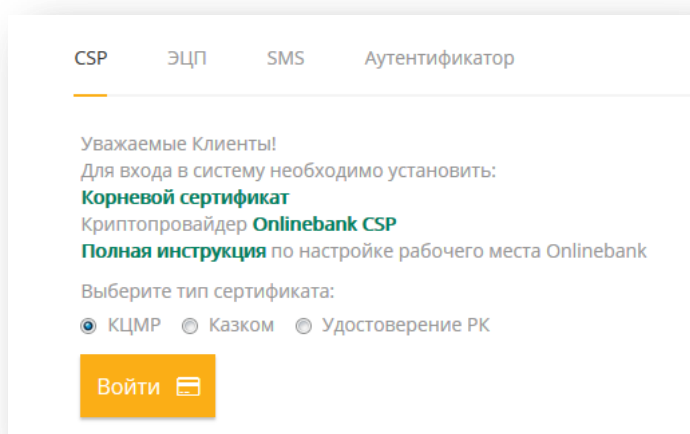 CSP ЭЦП SMS Аутентификатор
Уважаемые Клиенты!
Для входа в систему необходимо установить:
Корневой сертификат
Криптопровайдер Onlinebank CSP
Полная инструкция по настройке рабочего места Onlinebank
Выберите тип сертификата:
КЦМР Казком Удостоверение РК
Войти